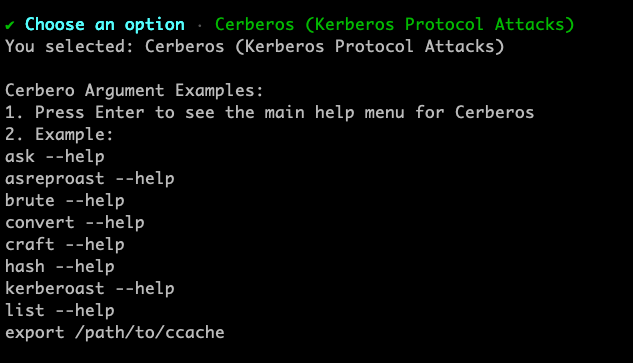 ✔ Choose an option · Cerberos (Kerberos Protocol Attacks)
You selected: Cerberos (Kerberos Protocol Attacks)
Cerbero Argument Examples:
1. Press Enter to see the main help menu for Cerberos
2. Example:
ask --help
asreproast --help
brute --help
convert --help
craft --help
hash --help
kerberoast --help
list --help
export /path/to/ccache